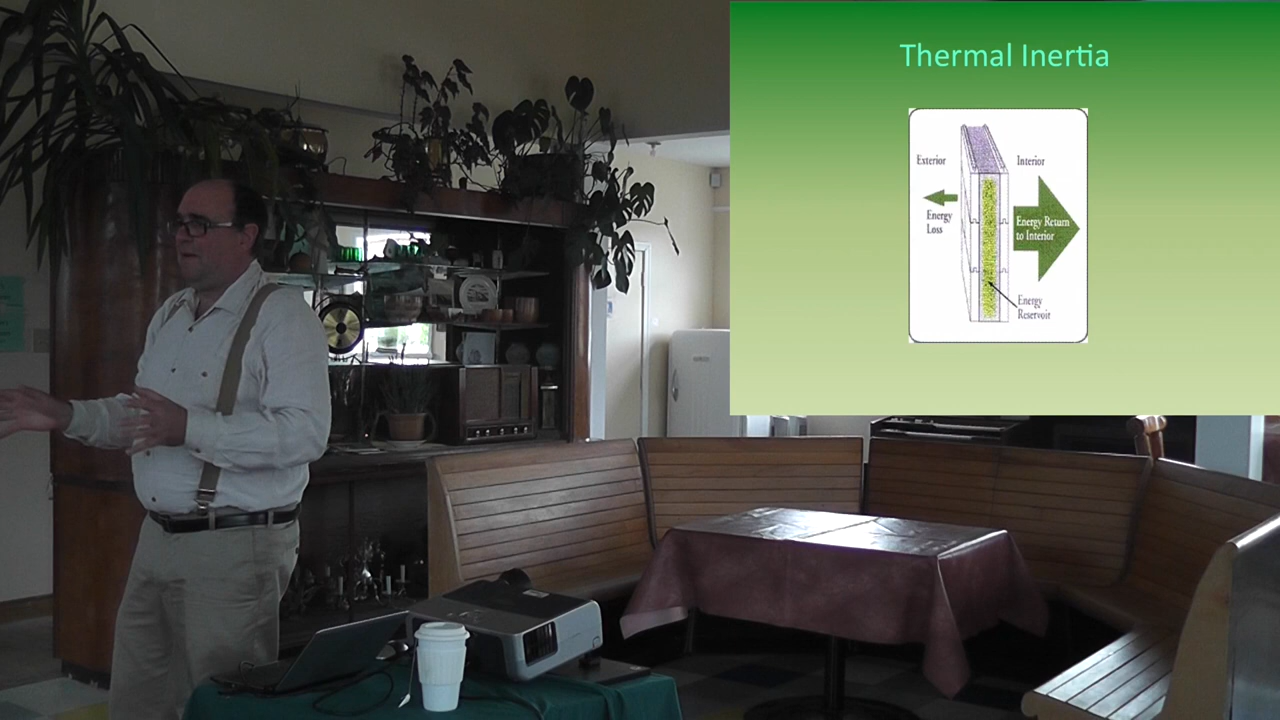 Thermal Inertia
Exterior
Interior
Energy
Loss
Energy Return
to Interior
Energy
Reservoir